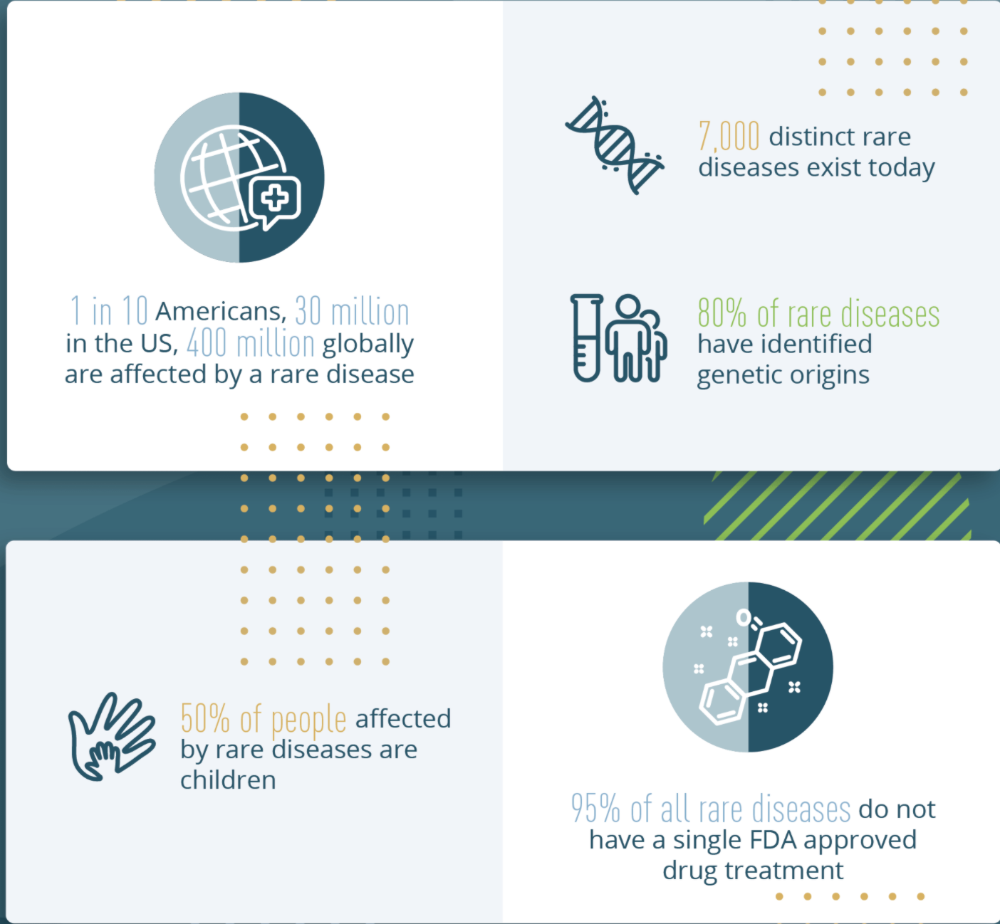 1 in 10 Americans, 30 million
in the US, 400 million globally
are affected by a rare disease
7,000 distinct rare
diseases exist today
80% of rare diseases
have identified
genetic origins
50% of people affected
by rare diseases are
children
95% of all rare diseases do not
have a single FDA approved
drug treatment